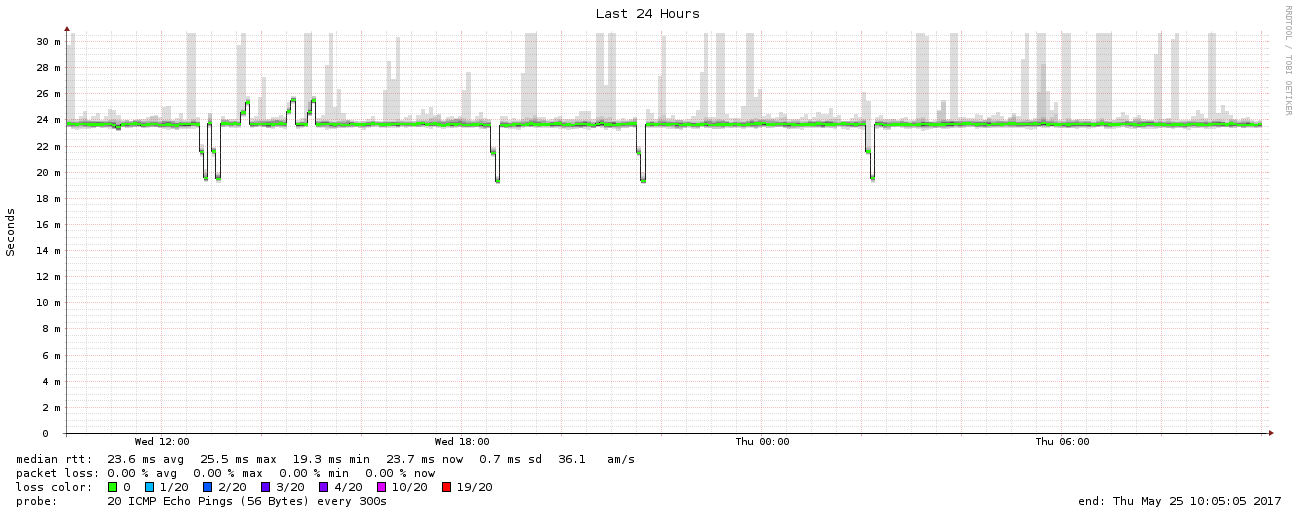 Last 24 Hours
RRDTOOL / TOBI OETIKER
Seconds
30 m
28 m
26 m
24 m
22 m
20 m
18 m
16 m
14 m
12 m
10 m
8 m
6 m
4 m
2 m
0
Wed 12:00 Wed 18:00 Thu 00:00 Thu 06:00
median rtt: 23.6 ms avg 25.5 ms max 19.3 ms min 23.7 ms now 0.7 ms sd 36.1 am/s
packet loss: 0.00 % avg 0.00 % max 0.00 % min 0.00 % now
loss color: 0 1/20 2/20 3/20 4/20 10/20 19/20
probe: 20 ICMP Echo Pings (56 Bytes) every 300s end: Thu May 25 10:05:05 2017